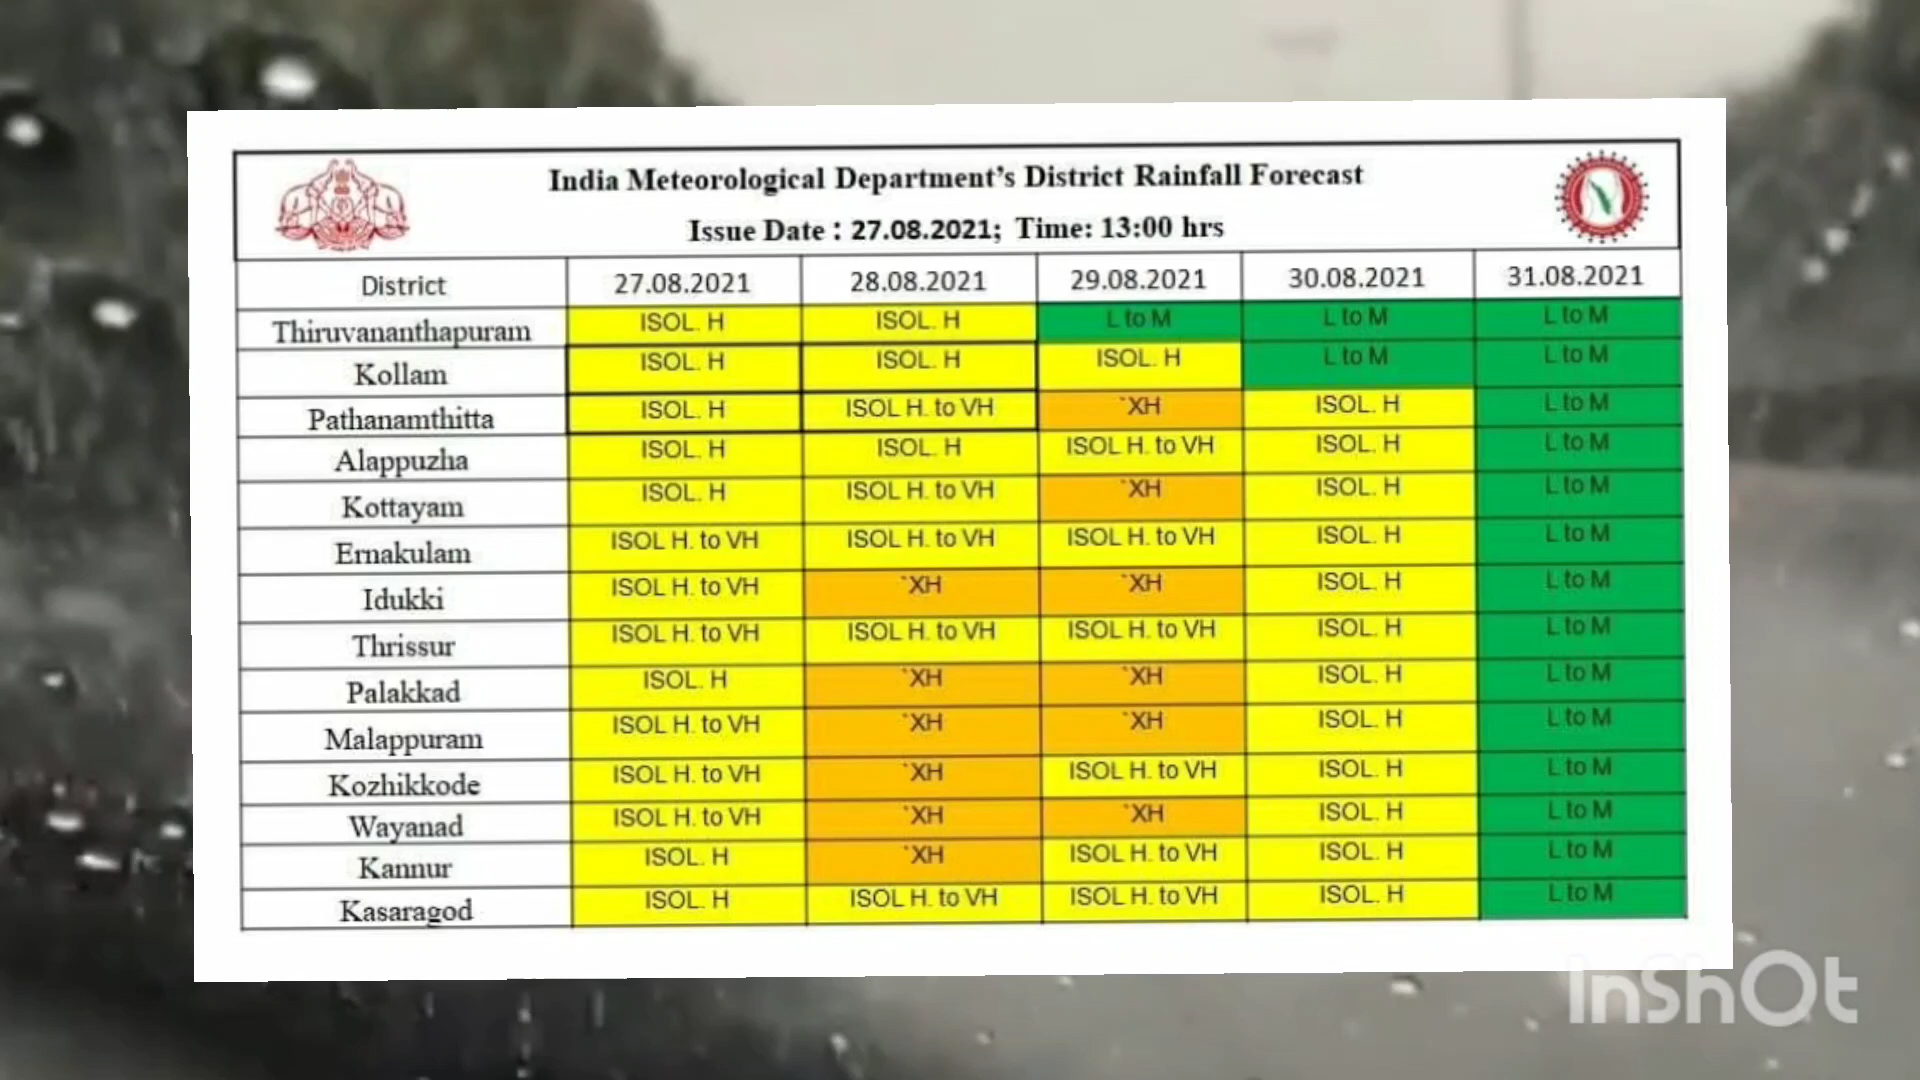 India Meteorological Department’s District Rainfall Forecast
Issue Date : 27.08.2021; Time: 13:00 hrs
District 27.08.2021 28.08.2021 29.08.2021 30.08.2021 31.08.2021
Thiruvananthapuram ISOL. H ISOL. H L to M L to M L to M
Kollam ISOL. H ISOL. H ISOL. H L to M L to M
Pathanamthitta ISOL. H ISOL H. to VH `XH ISOL. H L to M
Alappuzha ISOL. H ISOL. H ISOL H. to VH ISOL. H L to M
Kottayam ISOL. H ISOL H. to VH `XH ISOL. H L to M
Ernakulam ISOL H. to VH ISOL H. to VH ISOL H. to VH ISOL. H L to M
Idukki ISOL H. to VH `XH `XH ISOL. H L to M
Thrissur ISOL H. to VH ISOL H. to VH ISOL H. to VH ISOL. H L to M
Palakkad ISOL. H `XH `XH ISOL. H L to M
Malappuram ISOL H. to VH `XH `XH ISOL. H L to M
Kozhikkode ISOL H. to VH `XH ISOL H. to VH ISOL. H L to M
Wayanad ISOL H. to VH `XH `XH ISOL. H L to M
Kannur ISOL. H `XH ISOL H. to VH ISOL. H L to M
Kasaragod ISOL. H ISOL H. to VH ISOL H. to VH ISOL. H L to M
InShOt